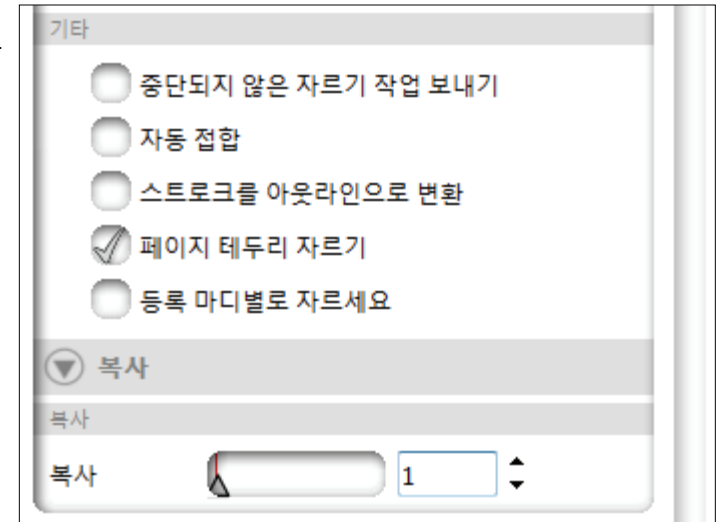 기타
중단되지 않은 자르기 작업 보내기
자동 접합
스트로크를 아웃라인으로 변환
페이지 테두리 자르기
등록 마디별로 자르세요
복사
복사
복사 1